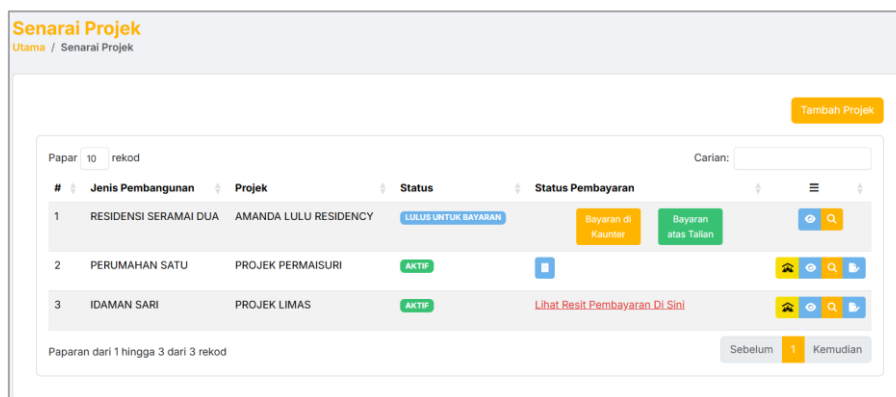 Senarai Projek
Utama / Senarai Projek
Tambah Projek
Papar 10 rekod Carian:
# Jenis Pembangunan Projek Status Status Pembayaran
1 RESIDENSI SERAMAI DUA AMANDA LULU RESIDENCY LULUS UNTUK BAYARAN Bayaran di Kaunter Bayaran atas Talian
2 PERUMAHAN SATU PROJEK PERMAISURI AKTIF
3 IDAMAN SARI PROJEK LIMAS AKTIF Lihat Resit Pembayaran Di Sini
Paparan dari 1 hingga 3 dari 3 rekod Sebelum 1 Kemudian